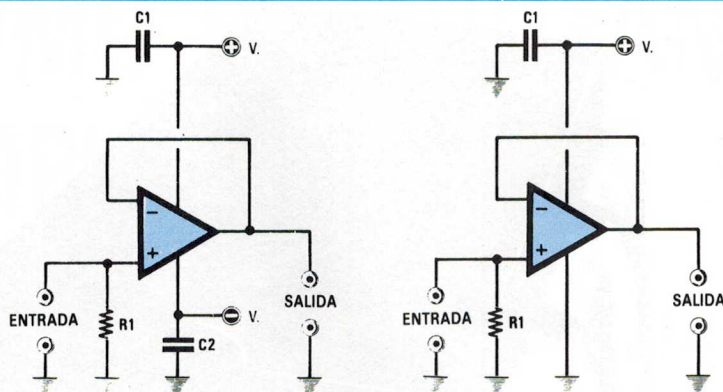 C1
+ V.
−
+
ENTRADA
R1
− V.
C2
SALIDA
C1
+ V.
−
+
ENTRADA
R1
SALIDA